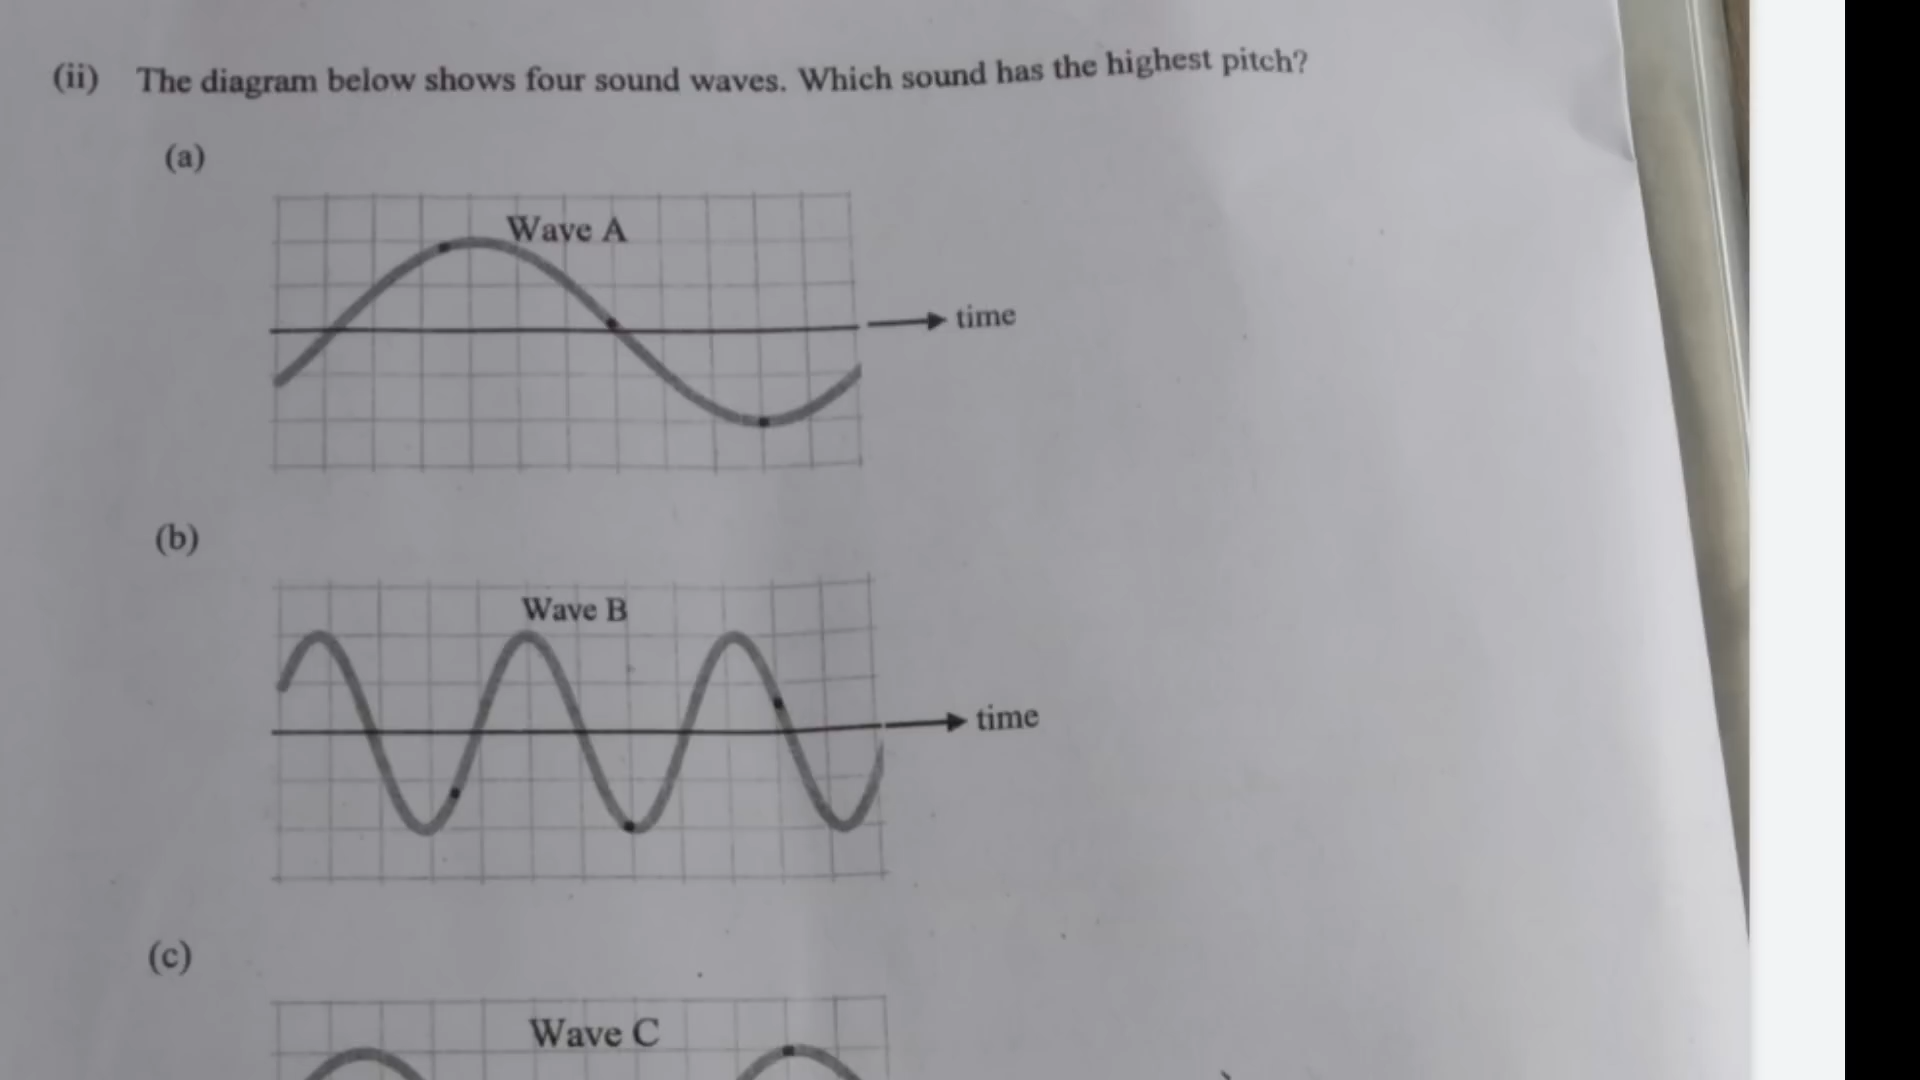 (ii) The diagram below shows four sound waves. Which sound has the highest pitch?
(a)
Wave A
time
(b)
Wave B
time
(c)
Wave C